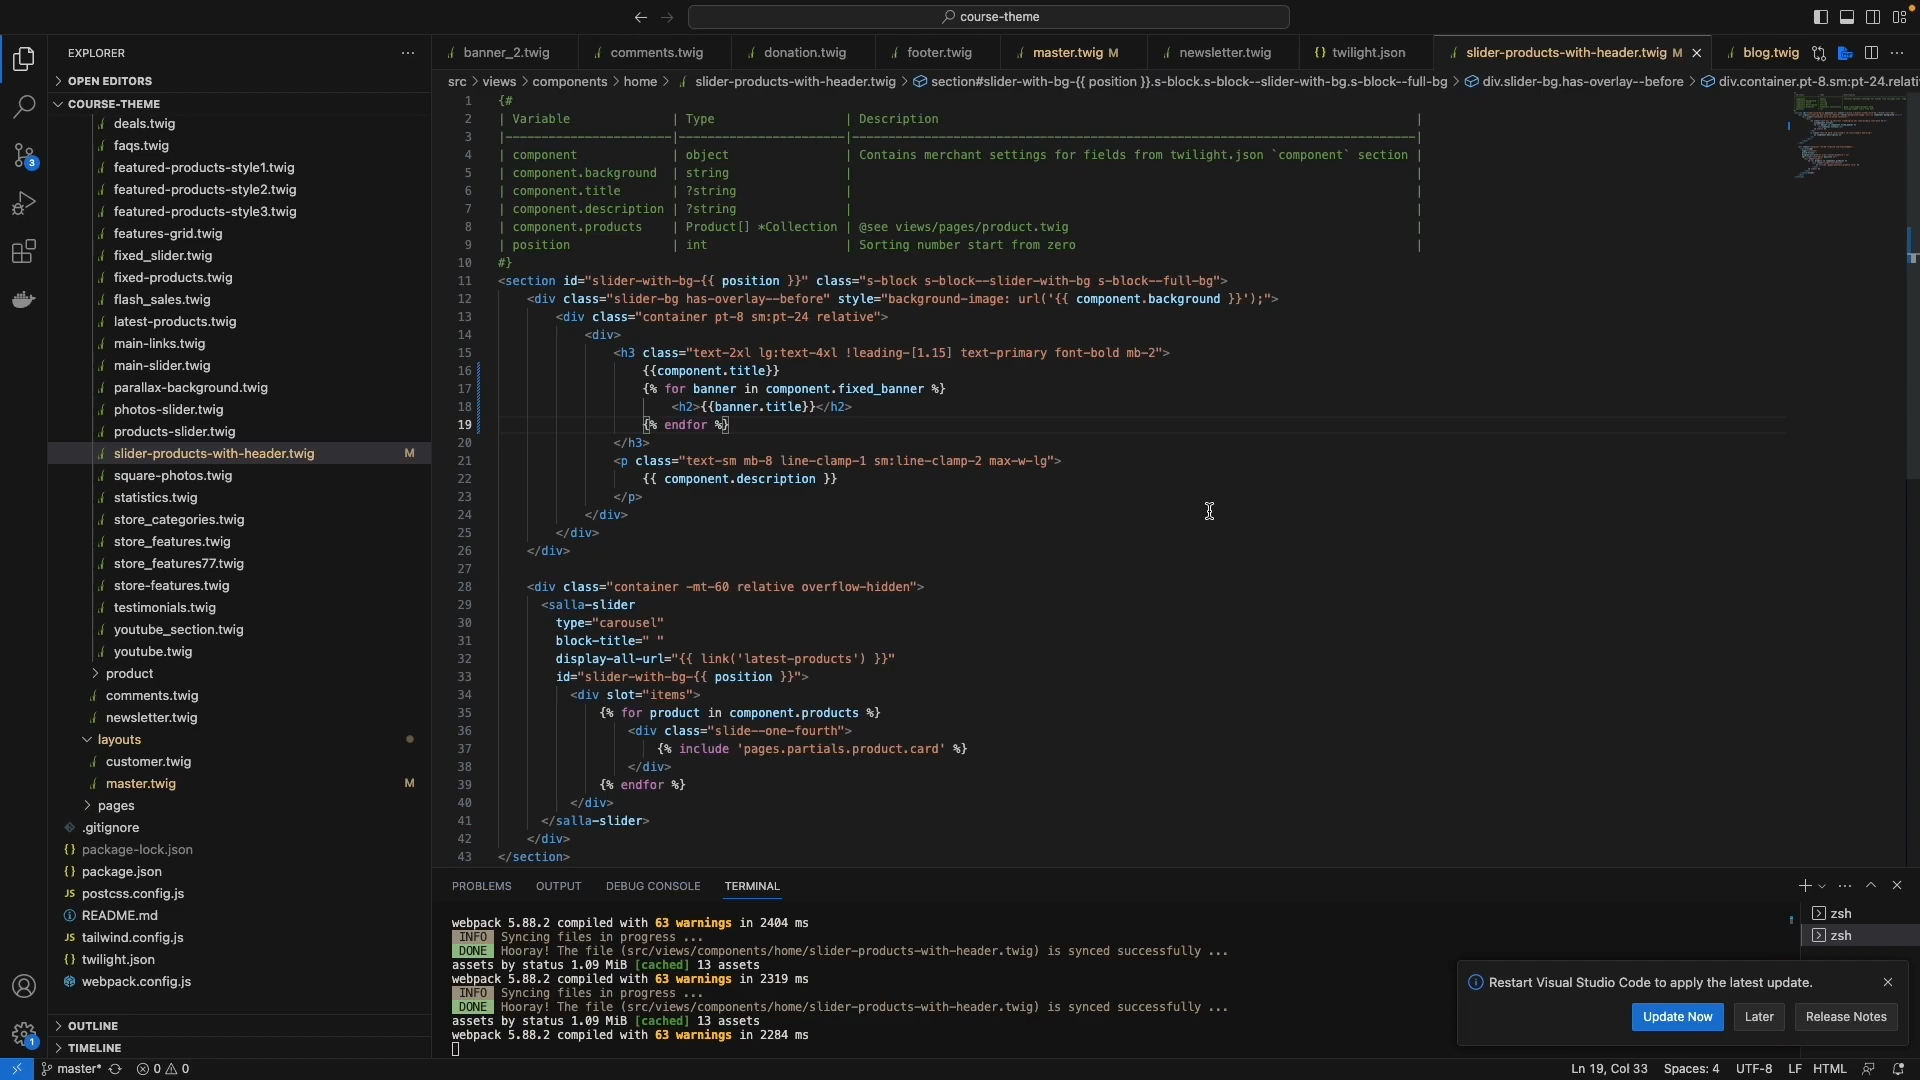 course-theme
EXPLORER
OPEN EDITORS
COURSE-THEME
deals.twig
faqs.twig
featured-products-style1.twig
featured-products-style2.twig
featured-products-style3.twig
features-grid.twig
fixed_slider.twig
fixed-products.twig
flash_sales.twig
latest-products.twig
main-links.twig
main-slider.twig
parallax-background.twig
photos-slider.twig
products-slider.twig
slider-products-with-header.twig M
square-photos.twig
statistics.twig
store_categories.twig
store_features.twig
store_features77.twig
store-features.twig
testimonials.twig
youtube_section.twig
youtube.twig
product
comments.twig
newsletter.twig
layouts
customer.twig
master.twig M
pages
.gitignore
{} package-lock.json
{} package.json
JS postcss.config.js
README.md
JS tailwind.config.js
{} twilight.json
webpack.config.js
OUTLINE
TIMELINE
3
1
banner_2.twig comments.twig donation.twig footer.twig master.twig M newsletter.twig {} twilight.json slider-products-with-header.twig M blog.twig
src > views > components > home > slider-products-with-header.twig > section#slider-with-bg-{{ position }}.s-block.s-block--slider-with-bg.s-block--full-bg > div.slider-bg.has-overlay--before > div.container.pt-8.sm:pt-24.relati
1 {#
2 | Variable | Type | Description |
3 |-----------------------|-----------------------|------------------------------------------------------------------------------|
4 | component | object | Contains merchant settings for fields from twilight.json `component` section |
5 | component.background | string | |
6 | component.title | ?string | |
7 | component.description | ?string | |
8 | component.products | Product[] *Collection | @see views/pages/product.twig |
9 | position | int | Sorting number start from zero |
10 #}
11 <section id="slider-with-bg-{{ position }}" class="s-block s-block--slider-with-bg s-block--full-bg">
12 <div class="slider-bg has-overlay--before" style="background-image: url('{{ component.background }}');">
13 <div class="container pt-8 sm:pt-24 relative">
14 <div>
15 <h3 class="text-2xl lg:text-4xl !leading-[1.15] text-primary font-bold mb-2">
16 {{component.title}}
17 {% for banner in component.fixed_banner %}
18 <h2>{{banner.title}}</h2>
19 {% endfor %}
20 </h3>
21 <p class="text-sm mb-8 line-clamp-1 sm:line-clamp-2 max-w-lg">
22 {{ component.description }}
23 </p>
24 </div>
25 </div>
26 </div>
27
28 <div class="container -mt-60 relative overflow-hidden">
29 <salla-slider
30 type="carousel"
31 block-title=" "
32 display-all-url="{{ link('latest-products') }}"
33 id="slider-with-bg-{{ position }}">
34 <div slot="items">
35 {% for product in component.products %}
36 <div class="slide--one-fourth">
37 {% include 'pages.partials.product.card' %}
38 </div>
39 {% endfor %}
40 </div>
41 </salla-slider>
42 </div>
43 </section>
PROBLEMS OUTPUT DEBUG CONSOLE TERMINAL
webpack 5.88.2 compiled with 63 warnings in 2404 ms
INFO Syncing files in progress ...
DONE Hooray! The file (src/views/components/home/slider-products-with-header.twig) is synced successfully ...
assets by status 1.09 MiB [cached] 13 assets
webpack 5.88.2 compiled with 63 warnings in 2319 ms
INFO Syncing files in progress ...
DONE Hooray! The file (src/views/components/home/slider-products-with-header.twig) is synced successfully ...
assets by status 1.09 MiB [cached] 13 assets
webpack 5.88.2 compiled with 63 warnings in 2284 ms
zsh
zsh
Restart Visual Studio Code to apply the latest update.
Update Now Later Release Notes
master* 0 0
Ln 19, Col 33 Spaces: 4 UTF-8 LF HTML